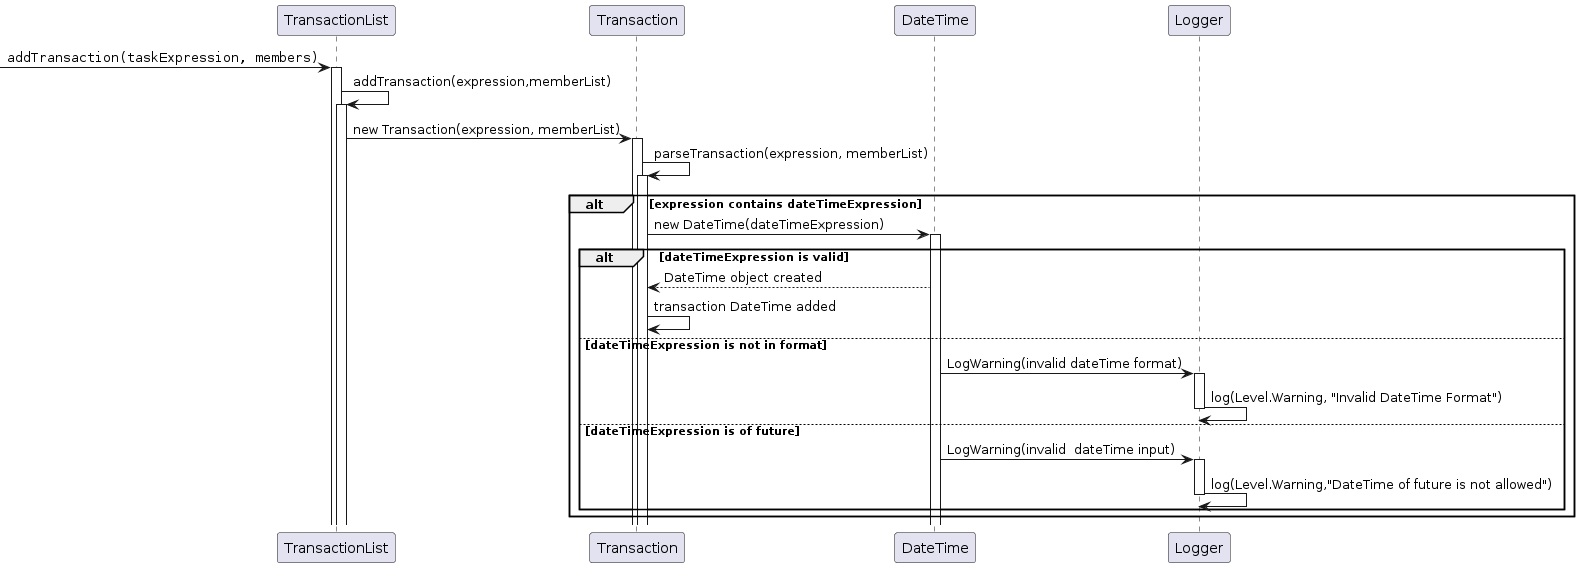 TransactionList Transaction DateTime Logger
addTransaction(taskExpression, members)
addTransaction(expression,memberList)
new Transaction(expression, memberList)
parseTransaction(expression, memberList)
alt [expression contains dateTimeExpression]
new DateTime(dateTimeExpression)
alt [dateTimeExpression is valid]
DateTime object created
transaction DateTime added
[dateTimeExpression is not in format]
LogWarning(invalid dateTime format)
log(Level.Warning, "Invalid DateTime Format")
[dateTimeExpression is of future]
LogWarning(invalid  dateTime input)
log(Level.Warning,"DateTime of future is not allowed")
TransactionList Transaction DateTime Logger